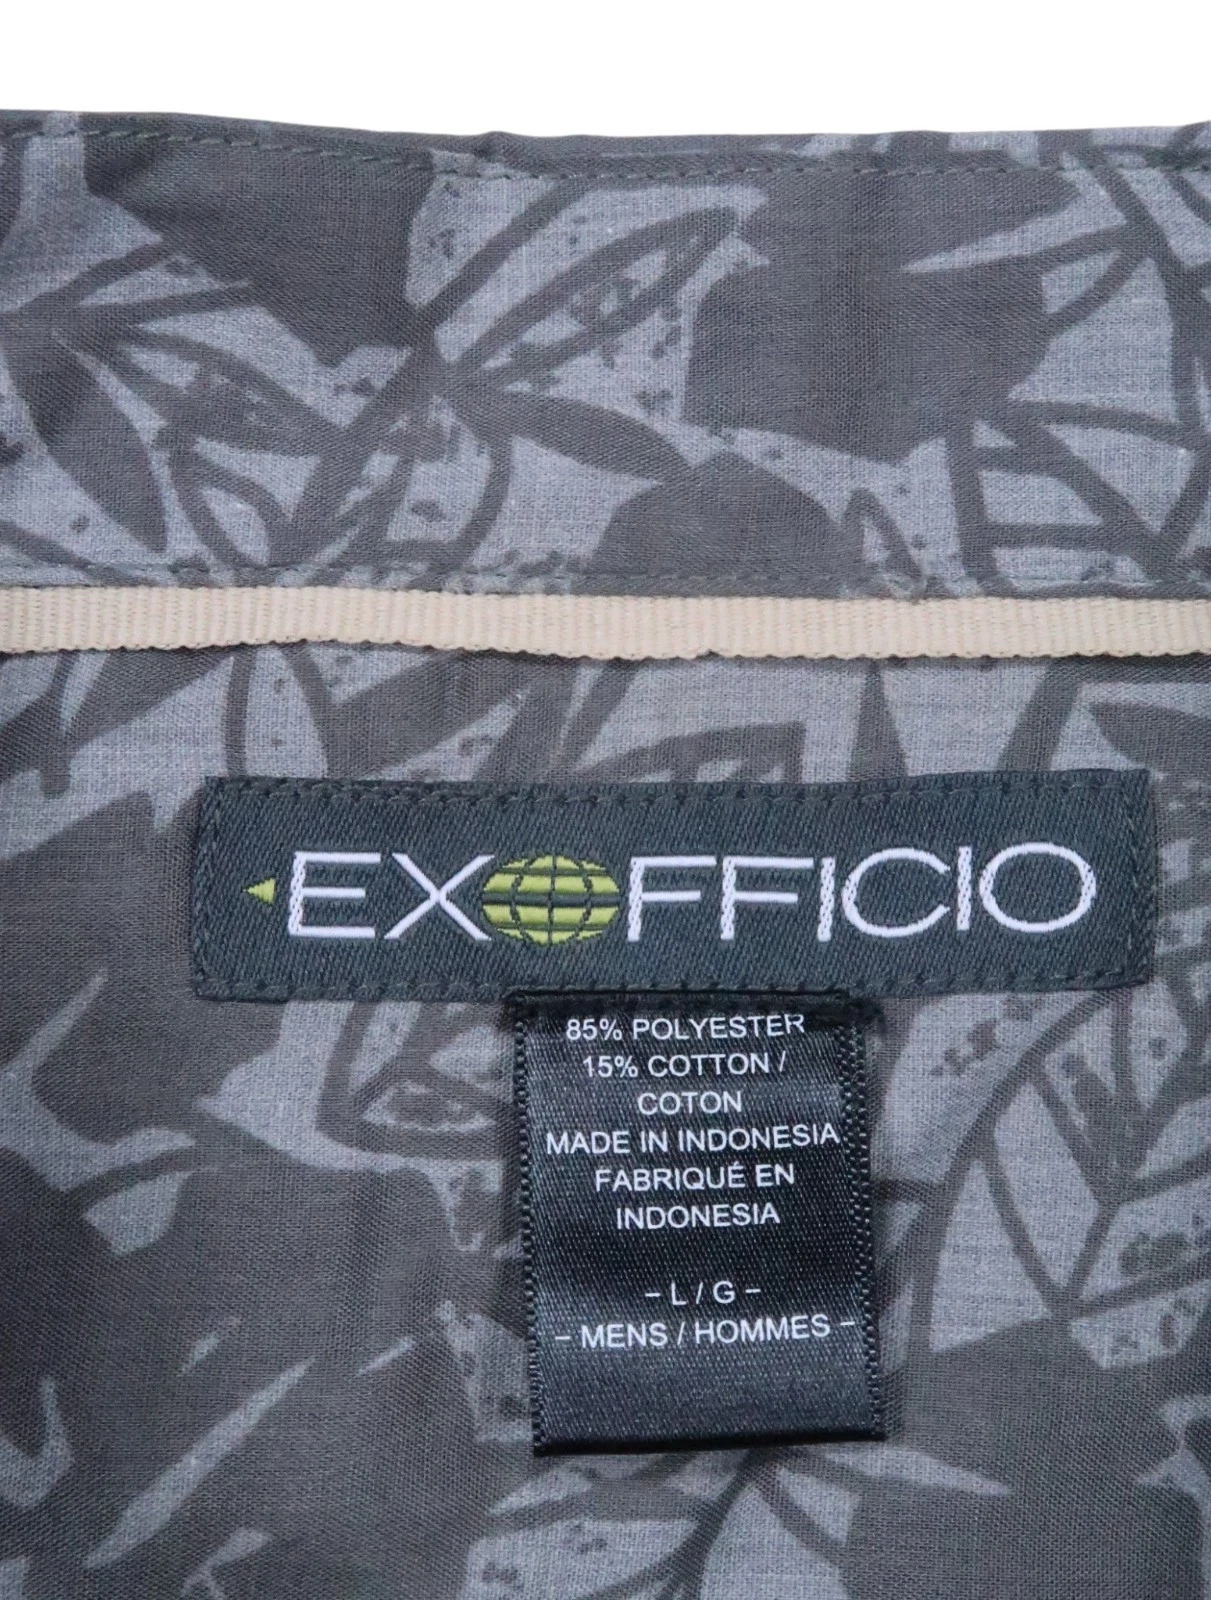 EXOFFICIO
85% POLYESTER
15% COTTON /
COTON
MADE IN INDONESIA
FABRIQUÉ EN
INDONESIA
- L / G -
- MENS / HOMMES -